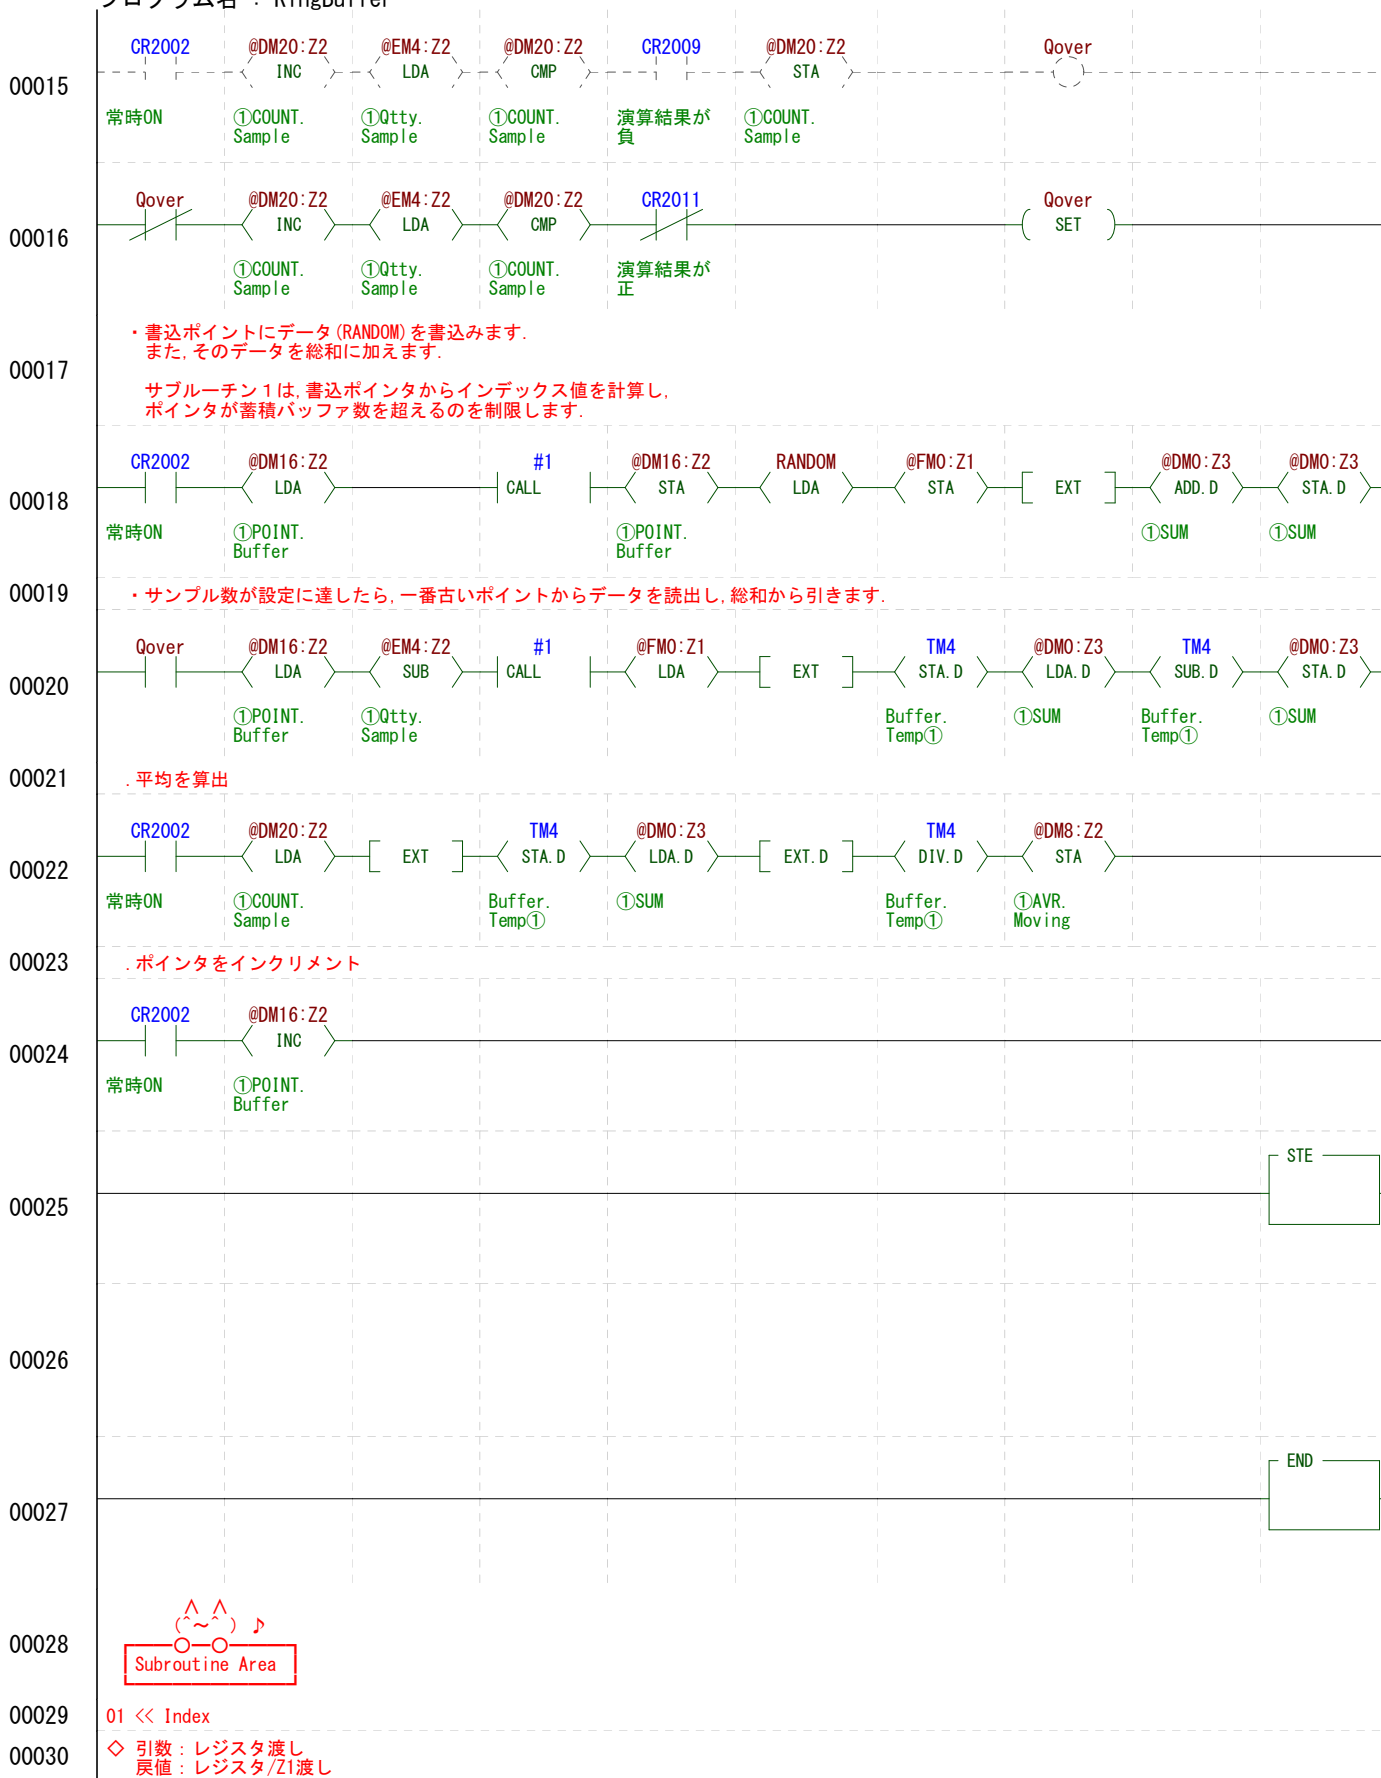 プログラム名 : RingBuffer
CR2002 @DM20:Z2 @EM4:Z2 @DM20:Z2 CR2009 @DM20:Z2 Qover
00015 INC LDA CMP STA
常時ON ①COUNT. ①Qtty. ①COUNT. 演算結果が ①COUNT.
Sample Sample Sample 負 Sample
Qover @DM20:Z2 @EM4:Z2 @DM20:Z2 CR2011 Qover
00016 INC LDA CMP SET
①COUNT. ①Qtty. ①COUNT. 演算結果が
Sample Sample Sample 正
・書込ポイントにデータ(RANDOM)を書込みます.
また,そのデータを総和に加えます.
00017
サブルーチン1は,書込ポインタからインデックス値を計算し,
ポインタが蓄積バッファ数を超えるのを制限します.
CR2002 @DM16:Z2 #1 @DM16:Z2 RANDOM @FM0:Z1 @DM0:Z3 @DM0:Z3
00018 LDA CALL STA LDA STA EXT ADD.D STA.D
常時ON ①POINT. ①POINT. ①SUM ①SUM
Buffer Buffer
00019 ・サンプル数が設定に達したら,一番古いポイントからデータを読出し,総和から引きます.
Qover @DM16:Z2 @EM4:Z2 #1 @FM0:Z1 TM4 @DM0:Z3 TM4 @DM0:Z3
00020 LDA SUB CALL LDA EXT STA.D LDA.D SUB.D STA.D
①POINT. ①Qtty. Buffer. ①SUM Buffer. ①SUM
Buffer Sample Temp① Temp①
00021 .平均を算出
CR2002 @DM20:Z2 TM4 @DM0:Z3 TM4 @DM8:Z2
00022 LDA EXT STA.D LDA.D EXT.D DIV.D STA
常時ON ①COUNT. Buffer. ①SUM Buffer. ①AVR.
Sample Temp① Temp① Moving
00023 .ポインタをインクリメント
CR2002 @DM16:Z2
00024 INC
常時ON ①POINT.
Buffer
STE
00025
00026
END
00027
∧ ∧
(^~^) ♪
00028
Subroutine Area
00029 01 << Index
00030 ◇ 引数:レジスタ渡し
戻値:レジスタ/Z1渡し